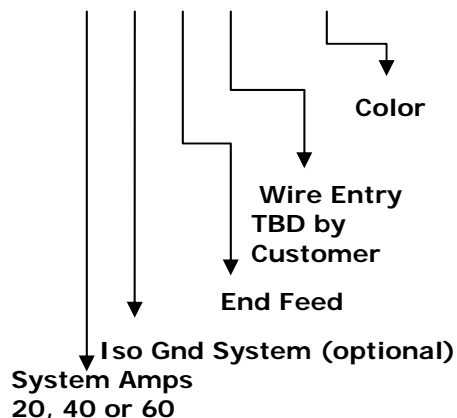 Color
Wire Entry
TBD by
Customer
End Feed
Iso Gnd System (optional)
System Amps
20, 40 or 60